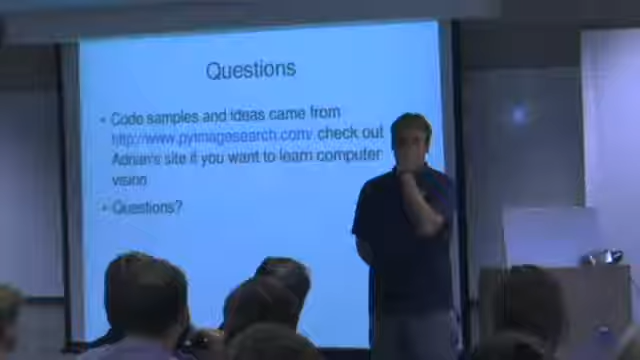 Questions
• Code samples and ideas came from
http://www.pyimagesearch.com/ check out
Adrian's site if you want to learn computer
vision
• Questions?